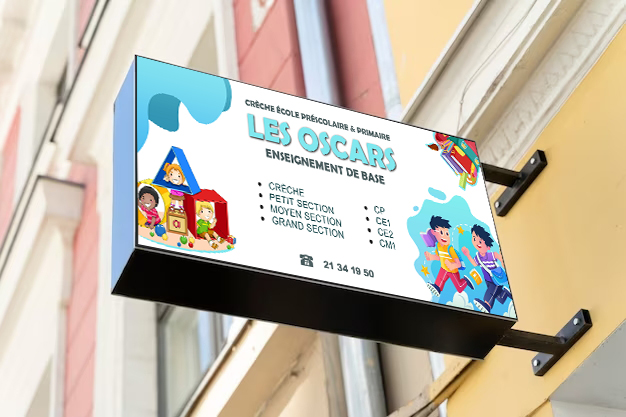 CRÈCHE ÉCOLE PRÉSCOLAIRE & PRIMAIRE
LES OSCARS
ENSEIGNEMENT DE BASE
• CRÈCHE
• PETIT SECTION
• MOYEN SECTION
• GRAND SECTION
• CP
• CE1
• CE2
• CM1
☎ 21 34 19 50